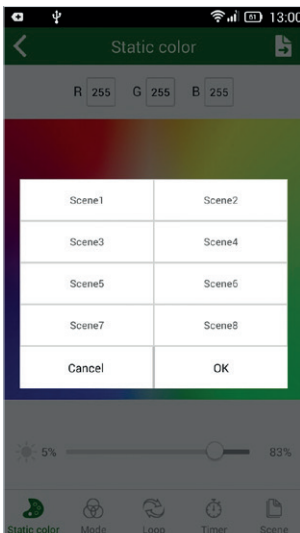 61 13:00
Static color
R 255 G 255 B 255
Scene1 Scene2
Scene3 Scene4
Scene5 Scene6
Scene7 Scene8
Cancel OK
5% 83%
Static color Mode Loop Timer Scene